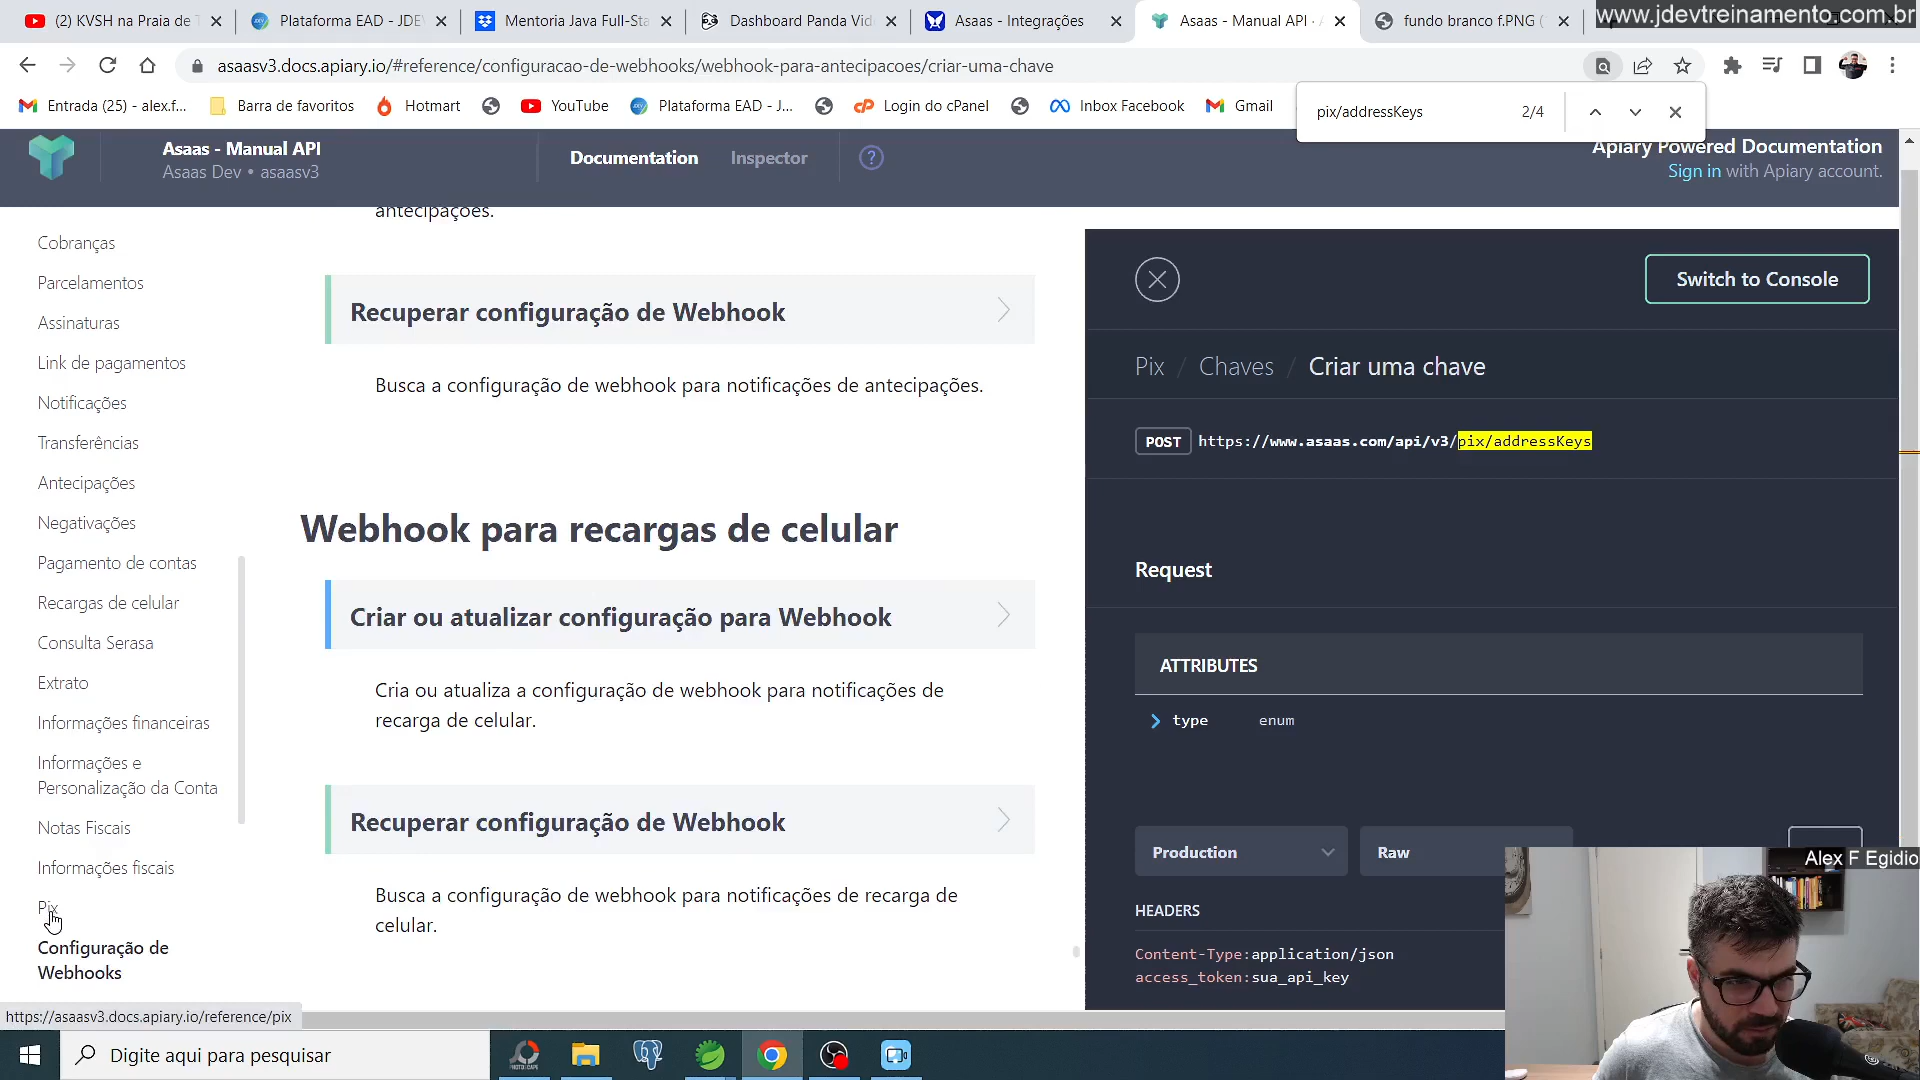 www.jdevtreinamento.com.br
(2) KVSH na Praia de T
Plataforma EAD - JDEV
Mentoria Java Full-Sta
Dashboard Panda Vide
Asaas - Integrações
Asaas - Manual API ·
fundo branco f.PNG (
asaasv3.docs.apiary.io/#reference/configuracao-de-webhooks/webhook-para-antecipacoes/criar-uma-chave
Entrada (25) - alex.f...
Barra de favoritos
Hotmart
YouTube
Plataforma EAD - J...
Login do cPanel
Inbox Facebook
Gmail
pix/addressKeys
2/4
Asaas - Manual API
Asaas Dev • asaasv3
Documentation
Inspector
?
Apiary Powered Documentation
Sign in with Apiary account.
Cobranças
Parcelamentos
Assinaturas
Link de pagamentos
Notificações
Transferências
Antecipações
Negativações
Pagamento de contas
Recargas de celular
Consulta Serasa
Extrato
Informações financeiras
Informações e
Personalização da Conta
Notas Fiscais
Informações fiscais
Pix
Configuração de
Webhooks
antecipações.
Recuperar configuração de Webhook
Busca a configuração de webhook para notificações de antecipações.
Webhook para recargas de celular
Criar ou atualizar configuração para Webhook
Cria ou atualiza a configuração de webhook para notificações de
recarga de celular.
Recuperar configuração de Webhook
Busca a configuração de webhook para notificações de recarga de
celular.
Switch to Console
Pix / Chaves / Criar uma chave
POST https://www.asaas.com/api/v3/pix/addressKeys
Request
ATTRIBUTES
type enum
Production
Raw
HEADERS
Content-Type:application/json
access_token:sua_api_key
Alex F Egidio
https://asaasv3.docs.apiary.io/reference/pix
Digite aqui para pesquisar